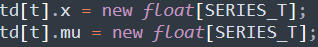 td[t].x = new float[SERIES_T];
td[t].mu = new float[SERIES_T];